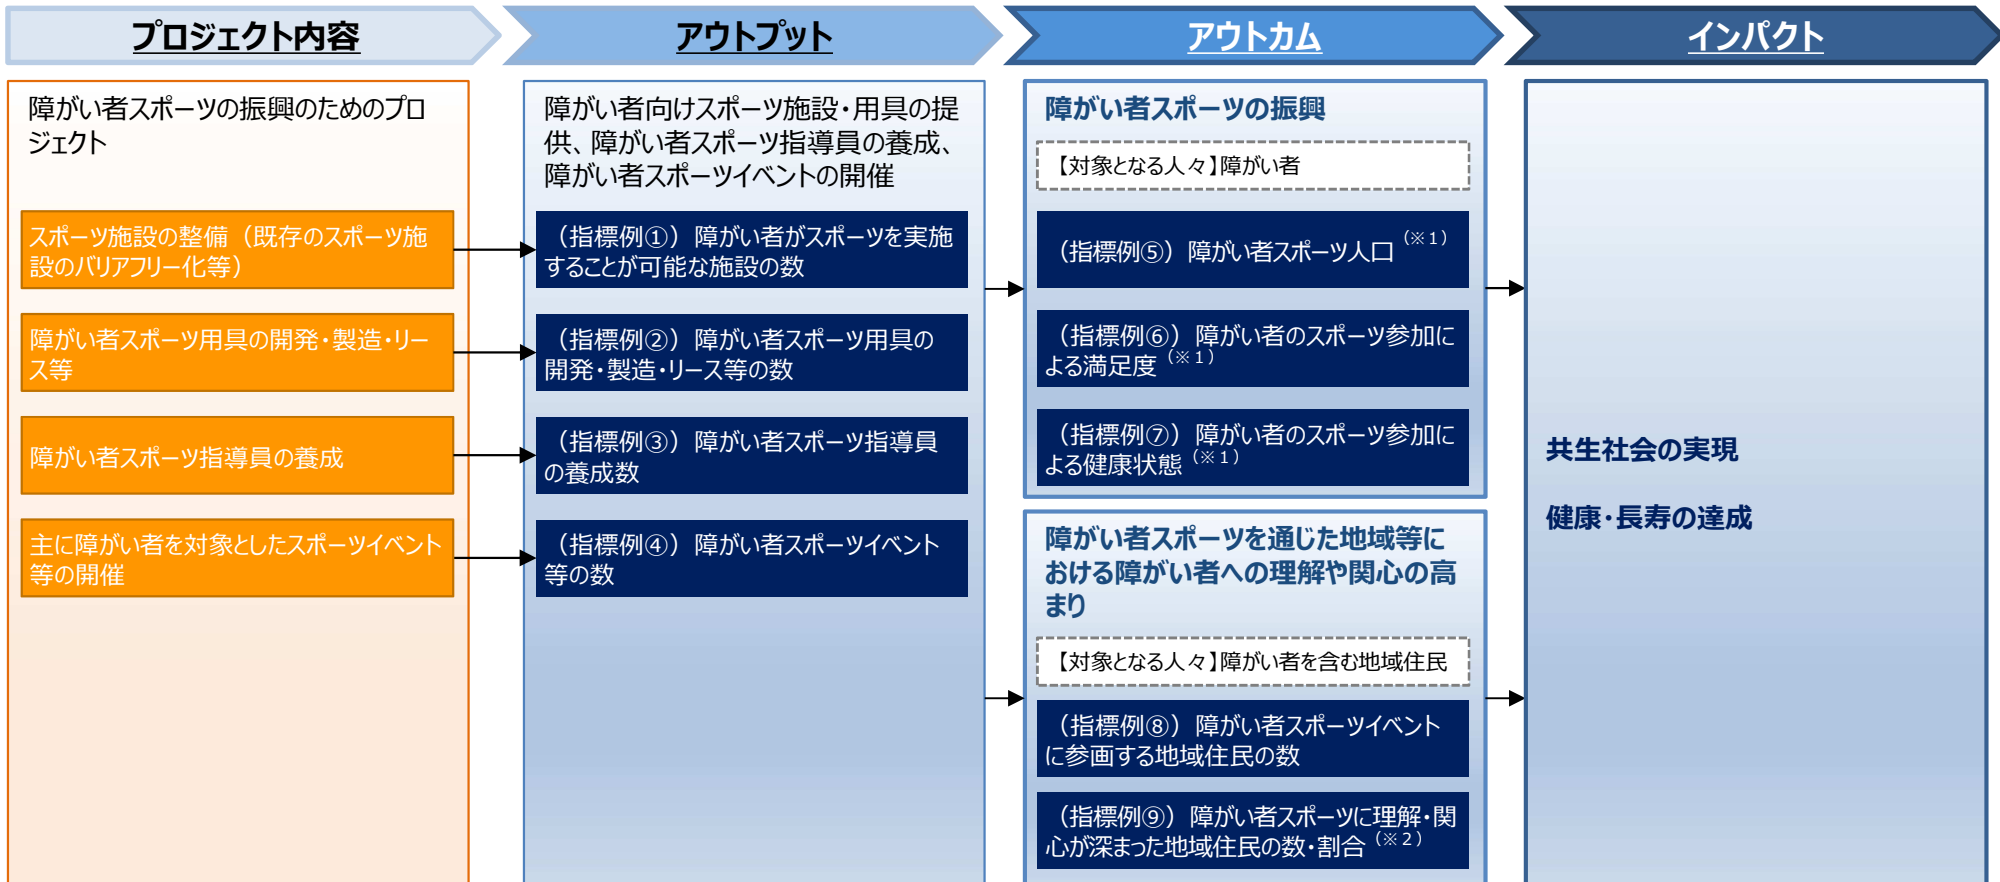 プロジェクト内容
アウトプット
アウトカム
インパクト
障がい者スポーツの振興のためのプロ
ジェクト
スポーツ施設の整備（既存のスポーツ施
設のバリアフリー化等）
障がい者スポーツ用具の開発・製造・リー
ス等
障がい者スポーツ指導員の養成
主に障がい者を対象としたスポーツイベント
等の開催
障がい者向けスポーツ施設・用具の提
供、障がい者スポーツ指導員の養成、
障がい者スポーツイベントの開催
（指標例①）障がい者がスポーツを実施
することが可能な施設の数
（指標例②）障がい者スポーツ用具の
開発・製造・リース等の数
（指標例③）障がい者スポーツ指導員
の養成数
（指標例④）障がい者スポーツイベント
等の数
障がい者スポーツの振興
【対象となる人々】障がい者
（指標例⑤）障がい者スポーツ人口（※１）
（指標例⑥）障がい者のスポーツ参加に
よる満足度（※１）
（指標例⑦）障がい者のスポーツ参加に
よる健康状態（※１）
障がい者スポーツを通じた地域等に
おける障がい者への理解や関心の高
まり
【対象となる人々】障がい者を含む地域住民
（指標例⑧）障がい者スポーツイベント
に参画する地域住民の数
（指標例⑨）障がい者スポーツに理解・関
心が深まった地域住民の数・割合（※２）
共生社会の実現
健康・長寿の達成